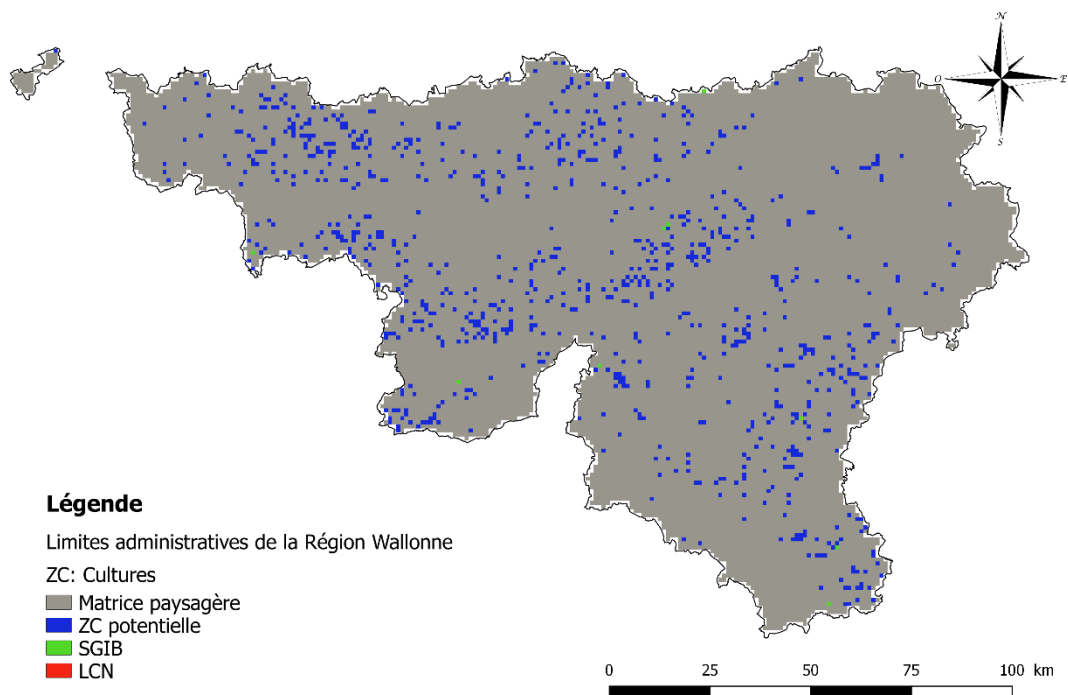 N
O
E
S
Légende
Limites administratives de la Région Wallonne
ZC: Cultures
Matrice paysagère
ZC potentielle
SGIB
LCN
0 25 50 75 100 km